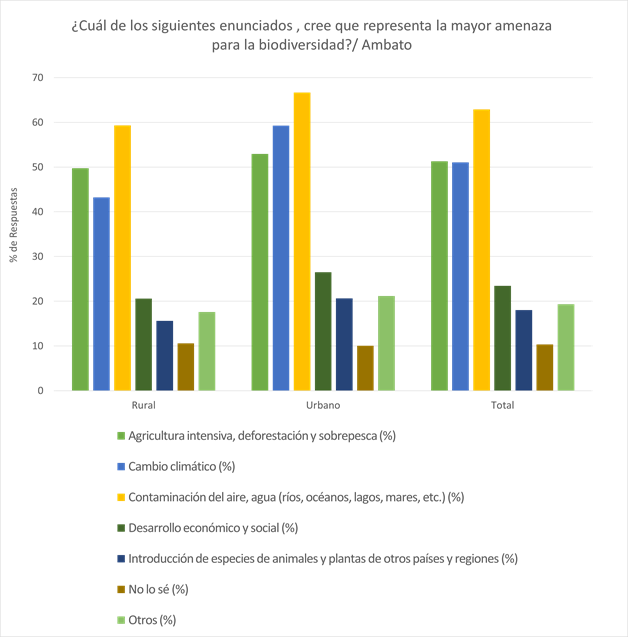 ¿Cuál de los siguientes enunciados , cree que representa la mayor amenaza
para la biodiversidad?/ Ambato
% de Respuestas
70
60
50
40
30
20
10
0
Rural
Urbano
Total
Agricultura intensiva, deforestación y sobrepesca (%)
Cambio climático (%)
Contaminación del aire, agua (ríos, océanos, lagos, mares, etc.) (%)
Desarrollo económico y social (%)
Introducción de especies de animales y plantas de otros países y regiones (%)
No lo sé (%)
Otros (%)